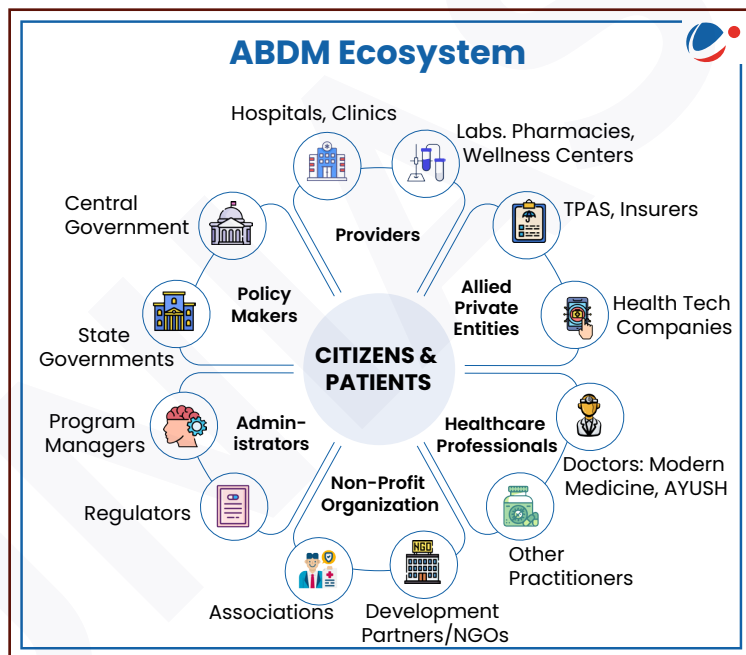 ABDM Ecosystem
Hospitals, Clinics
Labs. Pharmacies,
Wellness Centers
Central
Government
Providers
TPAS, Insurers
Policy
Makers
Allied
Private
Entities
State
Governments
Health Tech
Companies
CITIZENS &
PATIENTS
Program
Managers
Admin-
istrators
Healthcare
Professionals
Doctors: Modern
Medicine, AYUSH
Regulators
Non-Profit
Organization
Other
Practitioners
Associations
NGO
Development
Partners/NGOs